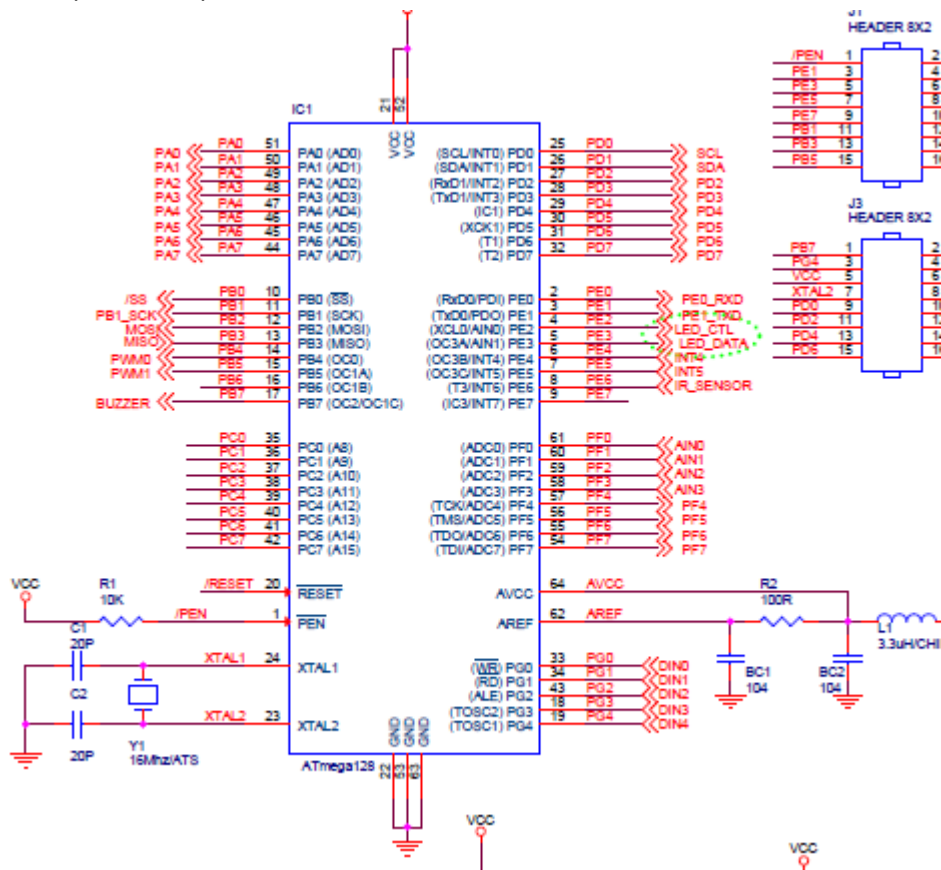 J1
HEADER 8X2
/PEN 1 2
PE1 3 4
PE3 5 6
PE5 7 8
PE7 9 10
PB1 11 12
PB3 13
PB5 15
J3
HEADER 8X2
PB7 1 2
PG4 3 4
VCC 5 6
XTAL2 7 8
PD0 9
PD2 11
PD4 13
PD6 15
IC1
21 52
VCC VCC
PA0 PA0 51 PA0 (AD0)
PA1 PA1 50 PA1 (AD1)
PA2 PA2 49 PA2 (AD2)
PA3 PA3 48 PA3 (AD3)
PA4 PA4 47 PA4 (AD4)
PA5 PA5 46 PA5 (AD5)
PA6 PA6 45 PA6 (AD6)
PA7 PA7 44 PA7 (AD7)
(SCL/INT0) PD0 25 PD0 SCL
(SDA/INT1) PD1 26 PD1 SDA
(RxD1/INT2) PD2 27 PD2 PD2
(TxD1/INT3) PD3 28 PD3 PD3
(IC1) PD4 29 PD4 PD4
(XCK1) PD5 30 PD5 PD5
(T1) PD6 31 PD6 PD6
(T2) PD7 32 PD7 PD7
/SS PB0 10 PB0 (SS)
PB1_SCK PB1 11 PB1 (SCK)
MOSI PB2 12 PB2 (MOSI)
MISO PB3 13 PB3 (MISO)
PWM0 PB4 14 PB4 (OC0)
PWM1 PB5 15 PB5 (OC1A)
PB6 16 PB6 (OC1B)
BUZZER PB7 17 PB7 (OC2/OC1C)
(RxD0/PDI) PE0 2 PE0 PE0_RXD
(TxD0/PDO) PE1 3 PE1 PE1_TXD
(XCL0/AIN0) PE2 4 PE2 LED_CTL
(OC3A/AIN1) PE3 5 PE3 LED_DATA
(OC3B/INT4) PE4 6 PE4 INT4
(OC3C/INT5) PE5 7 PE5 INT5
(T3/INT6) PE6 8 PE6 IR_SENSOR
(IC3/INT7) PE7 9 PE7
PC0 35 PC0 (A8)
PC1 36 PC1 (A9)
PC2 37 PC2 (A10)
PC3 38 PC3 (A11)
PC4 39 PC4 (A12)
PC5 40 PC5 (A13)
PC6 41 PC6 (A14)
PC7 42 PC7 (A15)
(ADC0) PF0 61 PF0 AIN0
(ADC1) PF1 60 PF1 AIN1
(ADC2) PF2 59 PF2 AIN2
(ADC3) PF3 58 PF3 AIN3
(TCK/ADC4) PF4 57 PF4 PF4
(TMS/ADC5) PF5 56 PF5 PF5
(TDO/ADC6) PF6 55 PF6 PF6
(TDI/ADC7) PF7 54 PF7 PF7
VCC
R1
10K
/RESET 20 RESET
/PEN 1 PEN
AVCC 64 AVCC
AREF 62 AREF
R2
100R
L1
3.3uH/CHI
BC1
104
BC2
104
C1
20P
C2
20P
XTAL1 24 XTAL1
XTAL2 23 XTAL2
Y1
16Mhz/ATS
(WR) PG0 33 PG0 DIN0
(RD) PG1 34 PG1 DIN1
(ALE) PG2 43 PG2 DIN2
(TOSC2) PG3 18 PG3 DIN3
(TOSC1) PG4 19 PG4 DIN4
GND GND GND
22 53 63
ATmega128
VCC
VCC